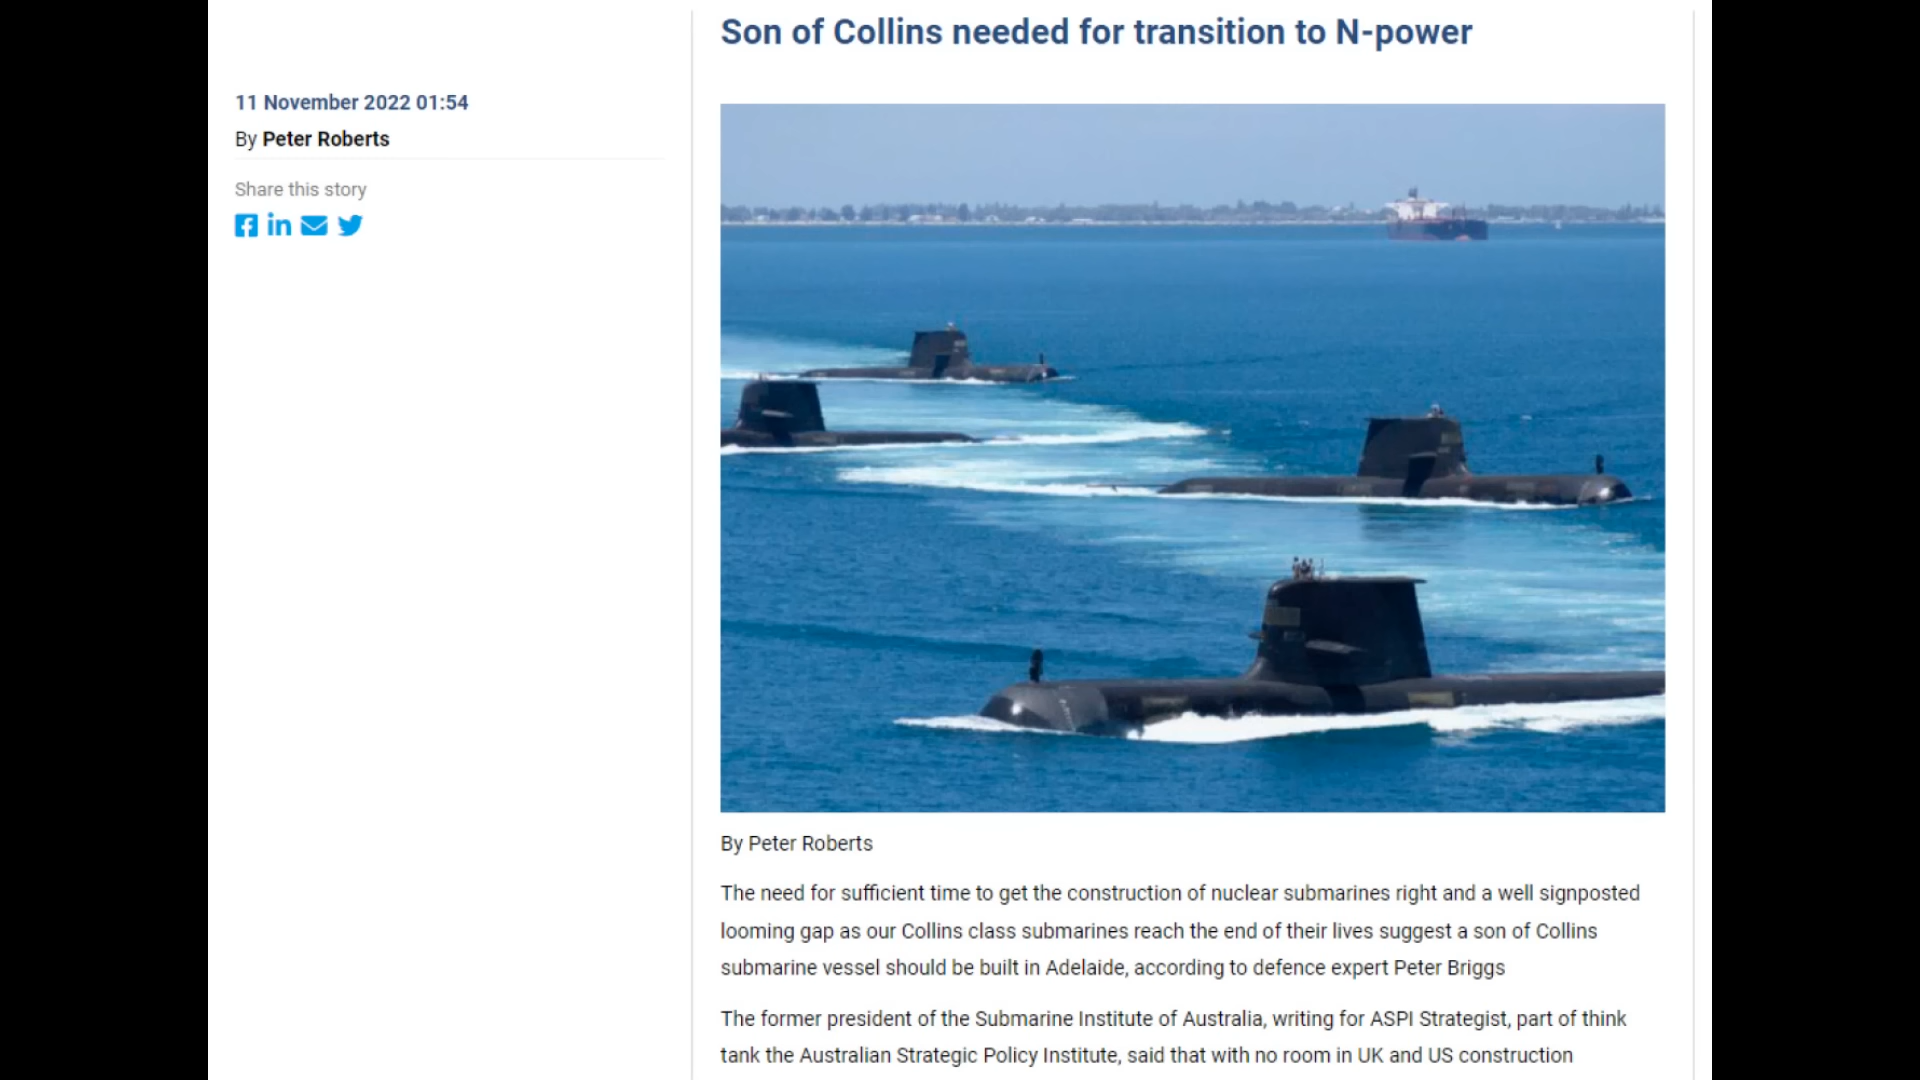 Son of Collins needed for transition to N-power
11 November 2022 01:54
By Peter Roberts
Share this story
By Peter Roberts
The need for sufficient time to get the construction of nuclear submarines right and a well signposted
looming gap as our Collins class submarines reach the end of their lives suggest a son of Collins
submarine vessel should be built in Adelaide, according to defence expert Peter Briggs
The former president of the Submarine Institute of Australia, writing for ASPI Strategist, part of think
tank the Australian Strategic Policy Institute, said that with no room in UK and US construction